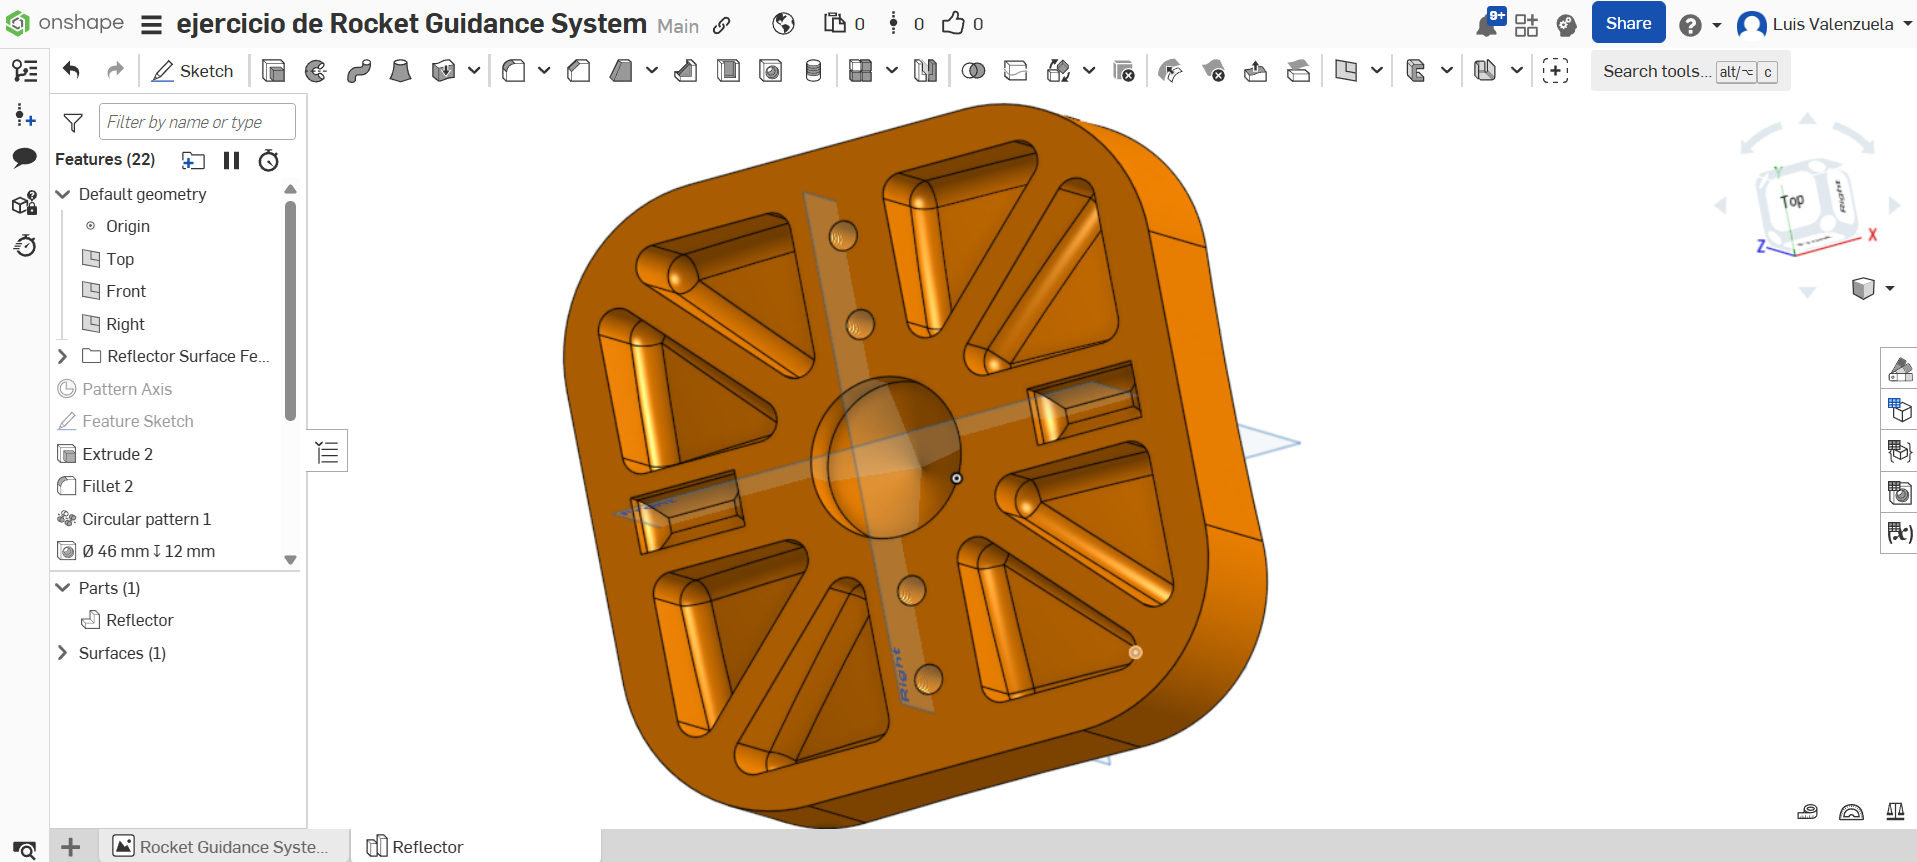 onshape ejercicio de Rocket Guidance System Main 0 0 0 9+ Share Luis Valenzuela
Sketch Search tools... alt/⌥ c
Filter by name or type
Features (22)
Default geometry
Origin
Top
Front
Right
Reflector Surface Fe...
Pattern Axis
Feature Sketch
Extrude 2
Fillet 2
Circular pattern 1
Ø 46 mm ↧ 12 mm
Parts (1)
Reflector
Surfaces (1)
Right
Y
Top
Right
Z
X
(x)
Rocket Guidance Syste... Reflector